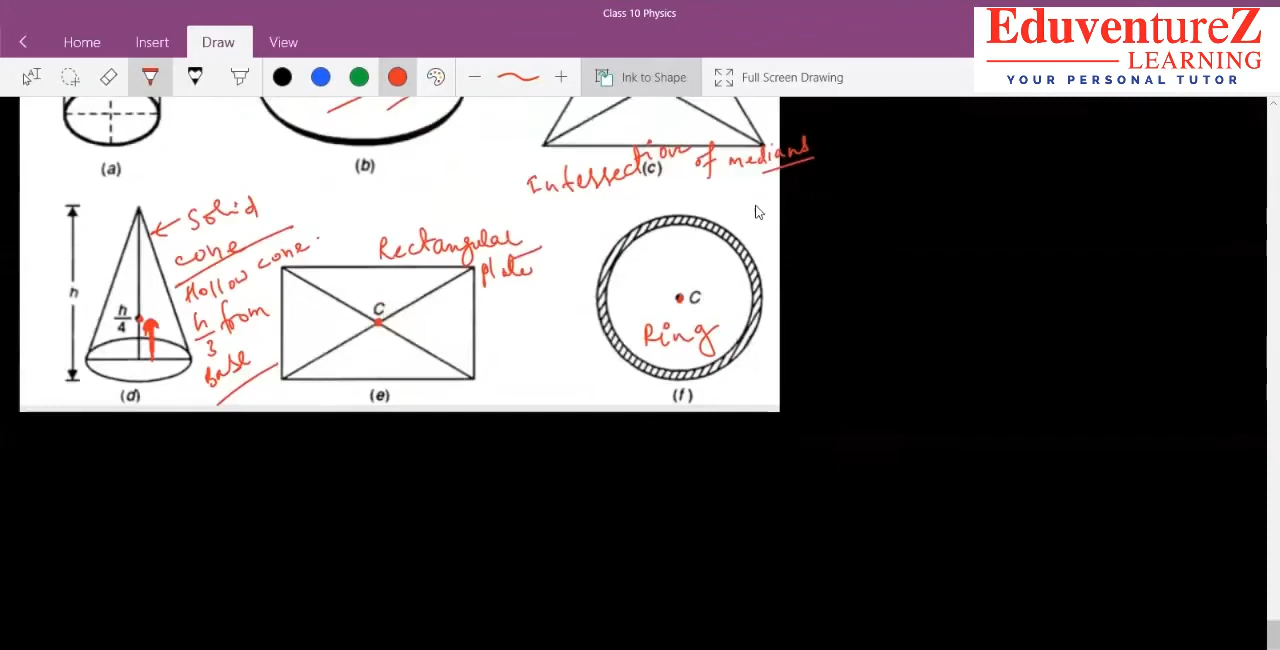 Class 10 Physics
EduventureZ
LEARNING
YOUR PERSONAL TUTOR
Home Insert Draw View
Ink to Shape Full Screen Drawing
(a)
(b)
(c)
Intersection of medians
h
h/4
Solid
cone
Hollow cone
h/3 from
Base
(d)
Rectangular
plate
C
(e)
C
Ring
(f)